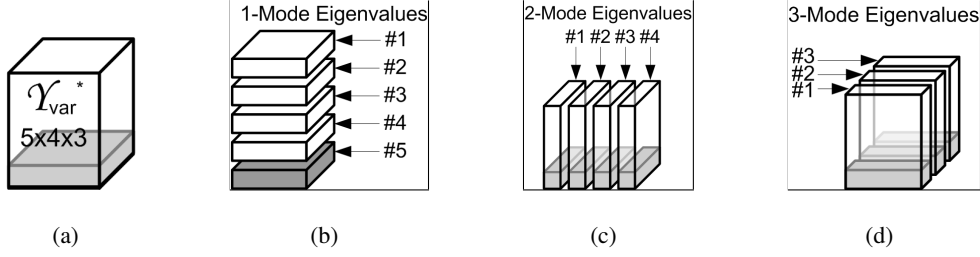 𝒴var*
5x4x3
(a)
1-Mode Eigenvalues
#1
#2
#3
#4
#5
(b)
2-Mode Eigenvalues
#1 #2 #3 #4
(c)
3-Mode Eigenvalues
#3
#2
#1
(d)